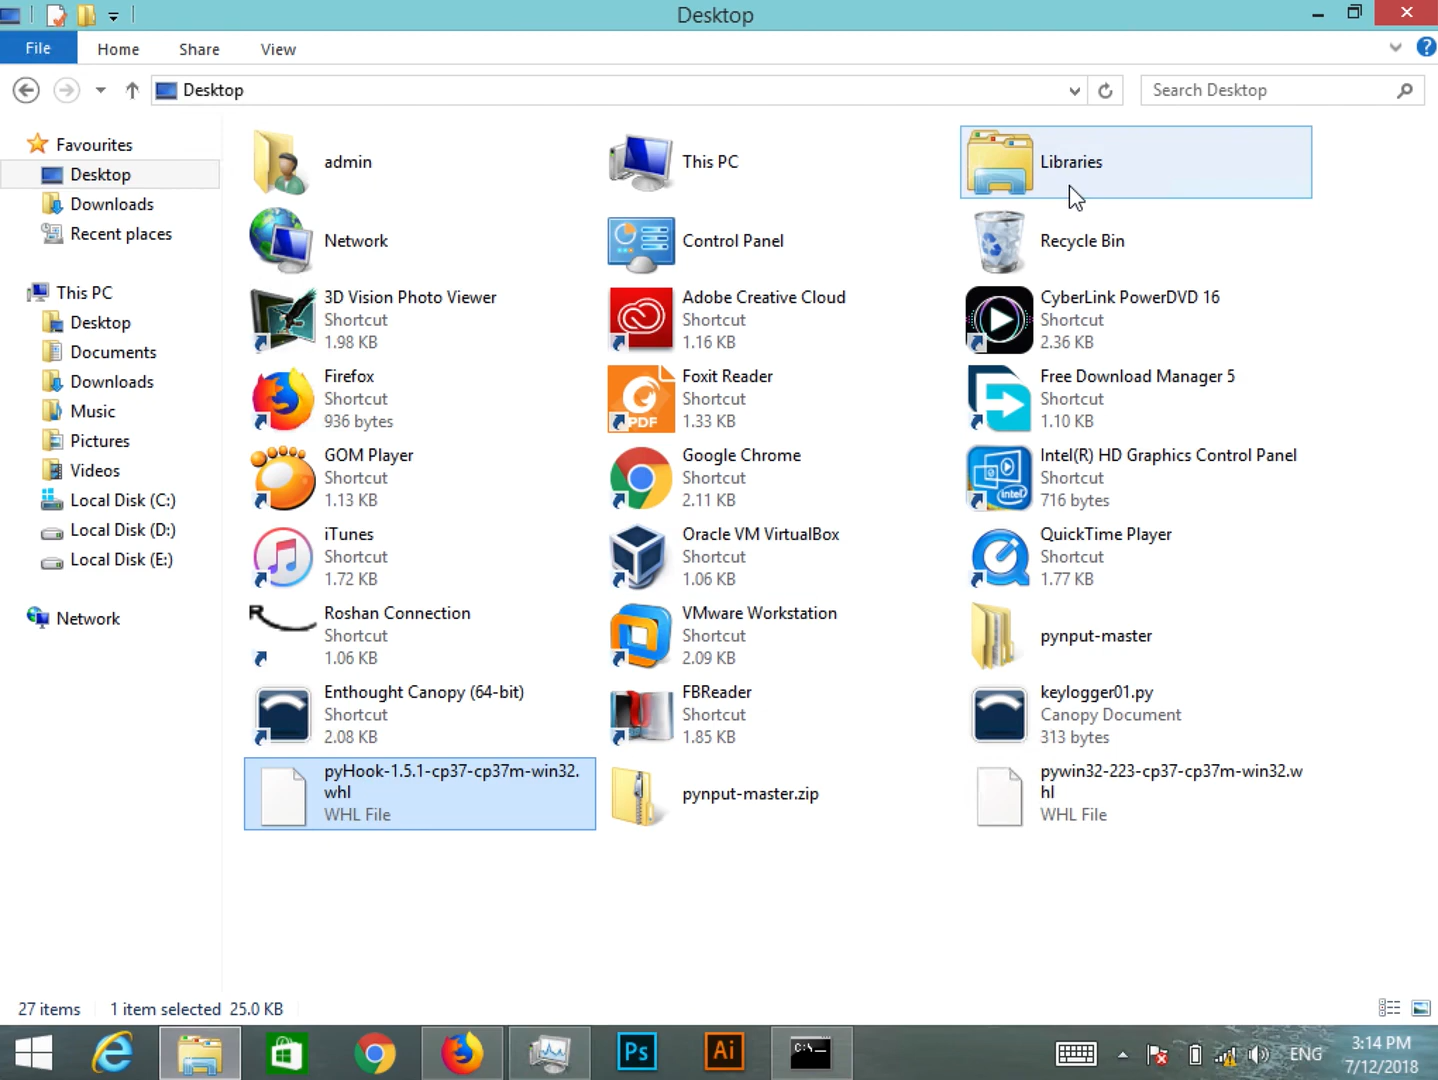 Desktop
File Home Share View
Desktop
Search Desktop
Favourites
Desktop
Downloads
Recent places
This PC
Desktop
Documents
Downloads
Music
Pictures
Videos
Local Disk (C:)
Local Disk (D:)
Local Disk (E:)
Network
admin
This PC
Libraries
Network
Control Panel
Recycle Bin
3D Vision Photo Viewer
Shortcut
1.98 KB
Adobe Creative Cloud
Shortcut
1.16 KB
CyberLink PowerDVD 16
Shortcut
2.36 KB
Firefox
Shortcut
936 bytes
PDF
Foxit Reader
Shortcut
1.33 KB
Free Download Manager 5
Shortcut
1.10 KB
GOM Player
Shortcut
1.13 KB
Google Chrome
Shortcut
2.11 KB
intel
Intel(R) HD Graphics Control Panel
Shortcut
716 bytes
iTunes
Shortcut
1.72 KB
Oracle VM VirtualBox
Shortcut
1.06 KB
QuickTime Player
Shortcut
1.77 KB
Roshan Connection
Shortcut
1.06 KB
VMware Workstation
Shortcut
2.09 KB
pynput-master
Enthought Canopy (64-bit)
Shortcut
2.08 KB
FBReader
Shortcut
1.85 KB
keylogger01.py
Canopy Document
313 bytes
pyHook-1.5.1-cp37-cp37m-win32.
whl
WHL File
pynput-master.zip
pywin32-223-cp37-cp37m-win32.w
hl
WHL File
27 items 1 item selected 25.0 KB
Ps
Ai
C:\
ENG
3:14 PM
7/12/2018